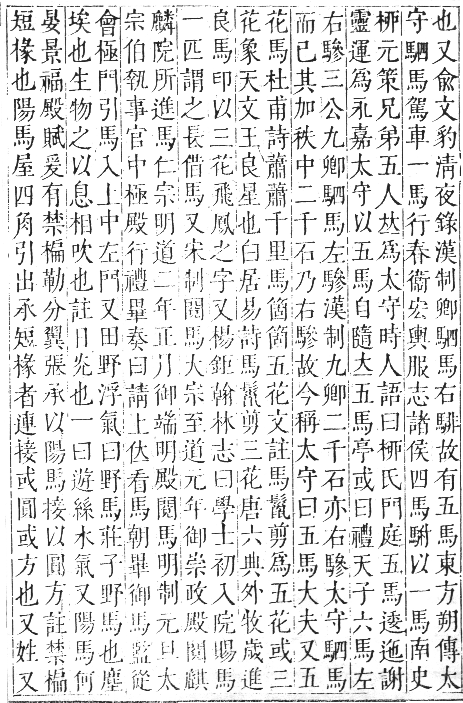 也又兪文豹清夜錄漢制卿駟馬右騑故有五馬東方朔傳太
守駟馬駕車一馬行春衞宏輿服志諸侯四馬駙以一馬南史
栁元策兄弟五人𠀤爲太守時人語曰栁氏門庭五馬逶迤謝
靈運爲永嘉太守以五馬自隨立五馬亭或曰禮天子六馬左
右驂三公九卿駟馬左驂漢制九卿二千石亦右驂太守駟馬
而已其加秩中二千石乃右驂故今稱太守曰五馬大夫又五
花馬杜甫詩蕭蕭千里馬箇箇五花文註馬鬣剪爲五花或三
花象天文王良星也白居易詩馬鬣剪三花唐六典外牧歲進
良馬印以三花飛鳳之字又楊鉅翰林志曰學士初入院賜馬
一匹謂之長借馬又宋制閱馬太宗至道元年御崇政殿閱麒
麟院所進馬仁宗明道二年正月御端明殿閱馬明制元旦太
宗伯執事官中極殿行禮畢奏曰請上伏看馬朝畢御馬監從
會極門引馬入上中左門又田野浮氣曰野馬莊子野馬也塵
埃也生物之以息相吹也註日光也一曰遊絲水氣又陽馬何
晏景福殿賦爰有禁楄勒分翼張承以陽馬接以圓方註禁楄
短椽也陽馬屋四角引出承短椽者連接或圓或方也又姓又